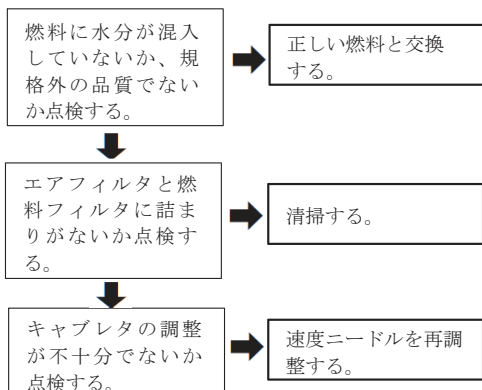 燃料に水分が混入
していないか、規
格外の品質でない
か点検する。
正しい燃料と交換
する。
エアフィルタと燃
料フィルタに詰ま
りがないか点検す
る。
清掃する。
キャブレタの調整
が不十分でないか
点検する。
速度ニードルを再調
整する。